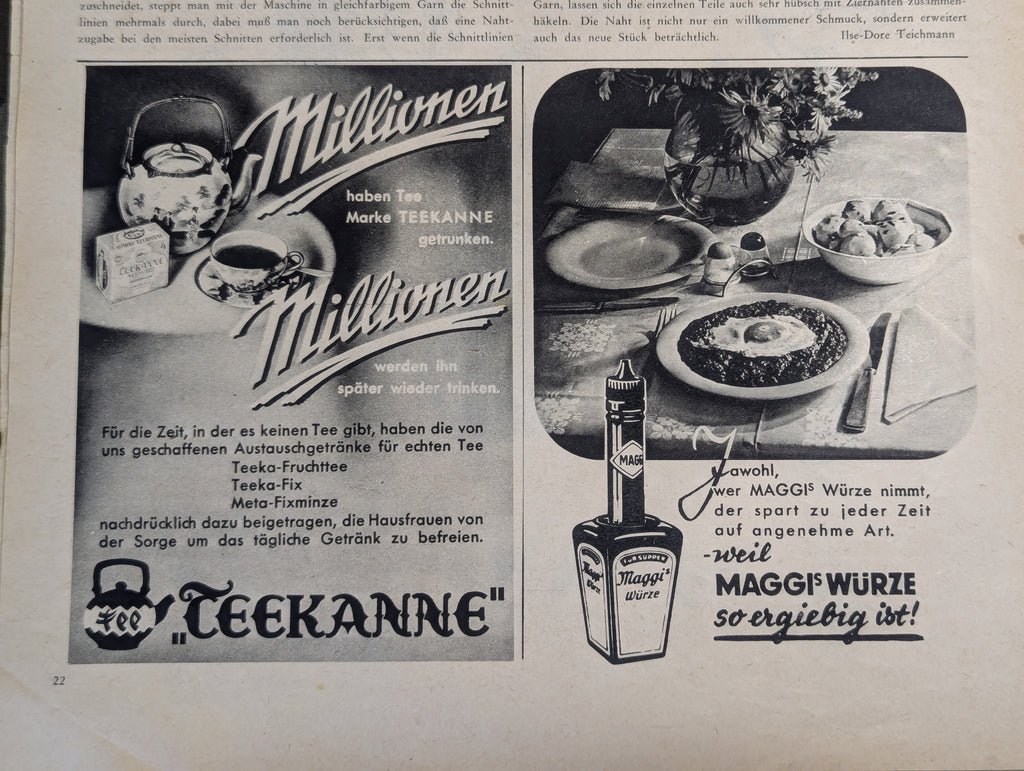 zuschneidet, steppt man mit der Maschine in gleichfarbigem Garn die Schnitt-
linien mehrmals durch, dabei muß man noch berücksichtigen, daß eine Naht-
zugabe bei den meisten Schnitten erforderlich ist. Erst wenn die Schnittlinien
Garn, lassen sich die einzelnen Teile auch sehr hübsch mit Ziernähten zusammen-
häkeln. Die Naht ist nicht nur ein willkommener Schmuck, sondern erweitert
auch das neue Stück beträchtlich.
Ilse-Dore Teichmann
Millionen
haben Tee
Marke TEEKANNE
getrunken.
TEEKANNE
Millionen
werden ihn
später wieder trinken.
Für die Zeit, in der es keinen Tee gibt, haben die von
uns geschaffenen Austauschgetränke für echten Tee
Teeka-Fruchttee
Teeka-Fix
Meta-Fixminze
nachdrücklich dazu beigetragen, die Hausfrauen von
der Sorge um das tägliche Getränk zu befreien.
Tee
„TEEKANNE"
MAGGI
FÜR SUPPEN
Maggi's
Würze
Jawohl,
wer MAGGIS Würze nimmt,
der spart zu jeder Zeit
auf angenehme Art.
-weil
MAGGIS WÜRZE
so ergiebig ist!
22